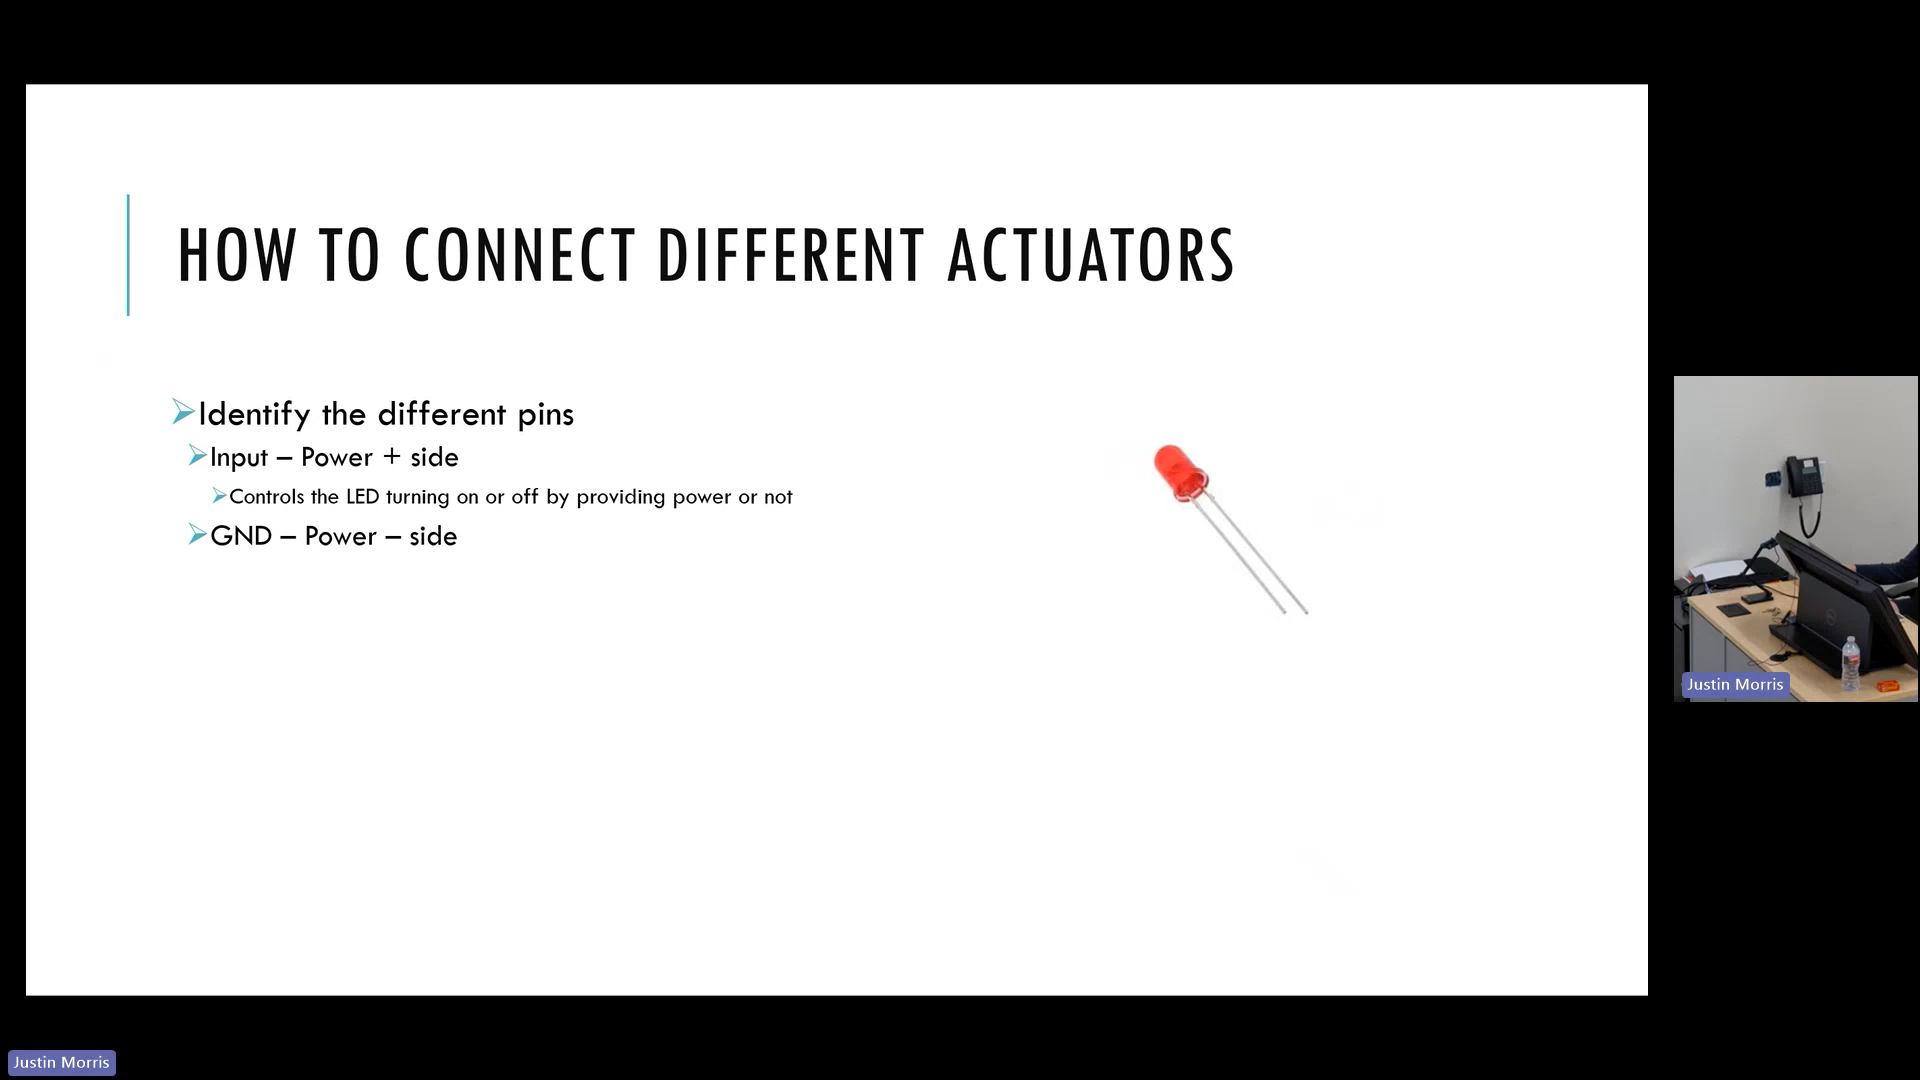 HOW TO CONNECT DIFFERENT ACTUATORS
Identify the different pins
Input – Power + side
Controls the LED turning on or off by providing power or not
GND – Power – side
Justin Morris
Justin Morris